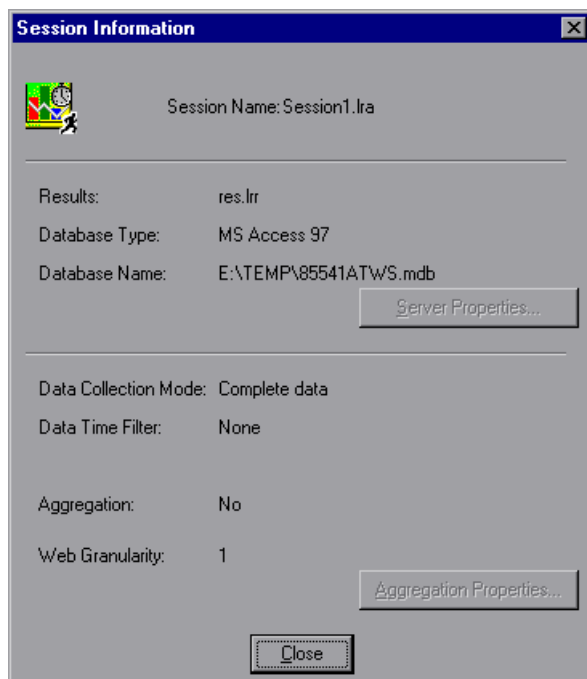 Session Information
Session Name: Session1.lra
Results: res.lrr
Database Type: MS Access 97
Database Name: E:\TEMP\85541ATWS.mdb
Server Properties...
Data Collection Mode: Complete data
Data Time Filter: None
Aggregation: No
Web Granularity: 1
Aggregation Properties...
Close